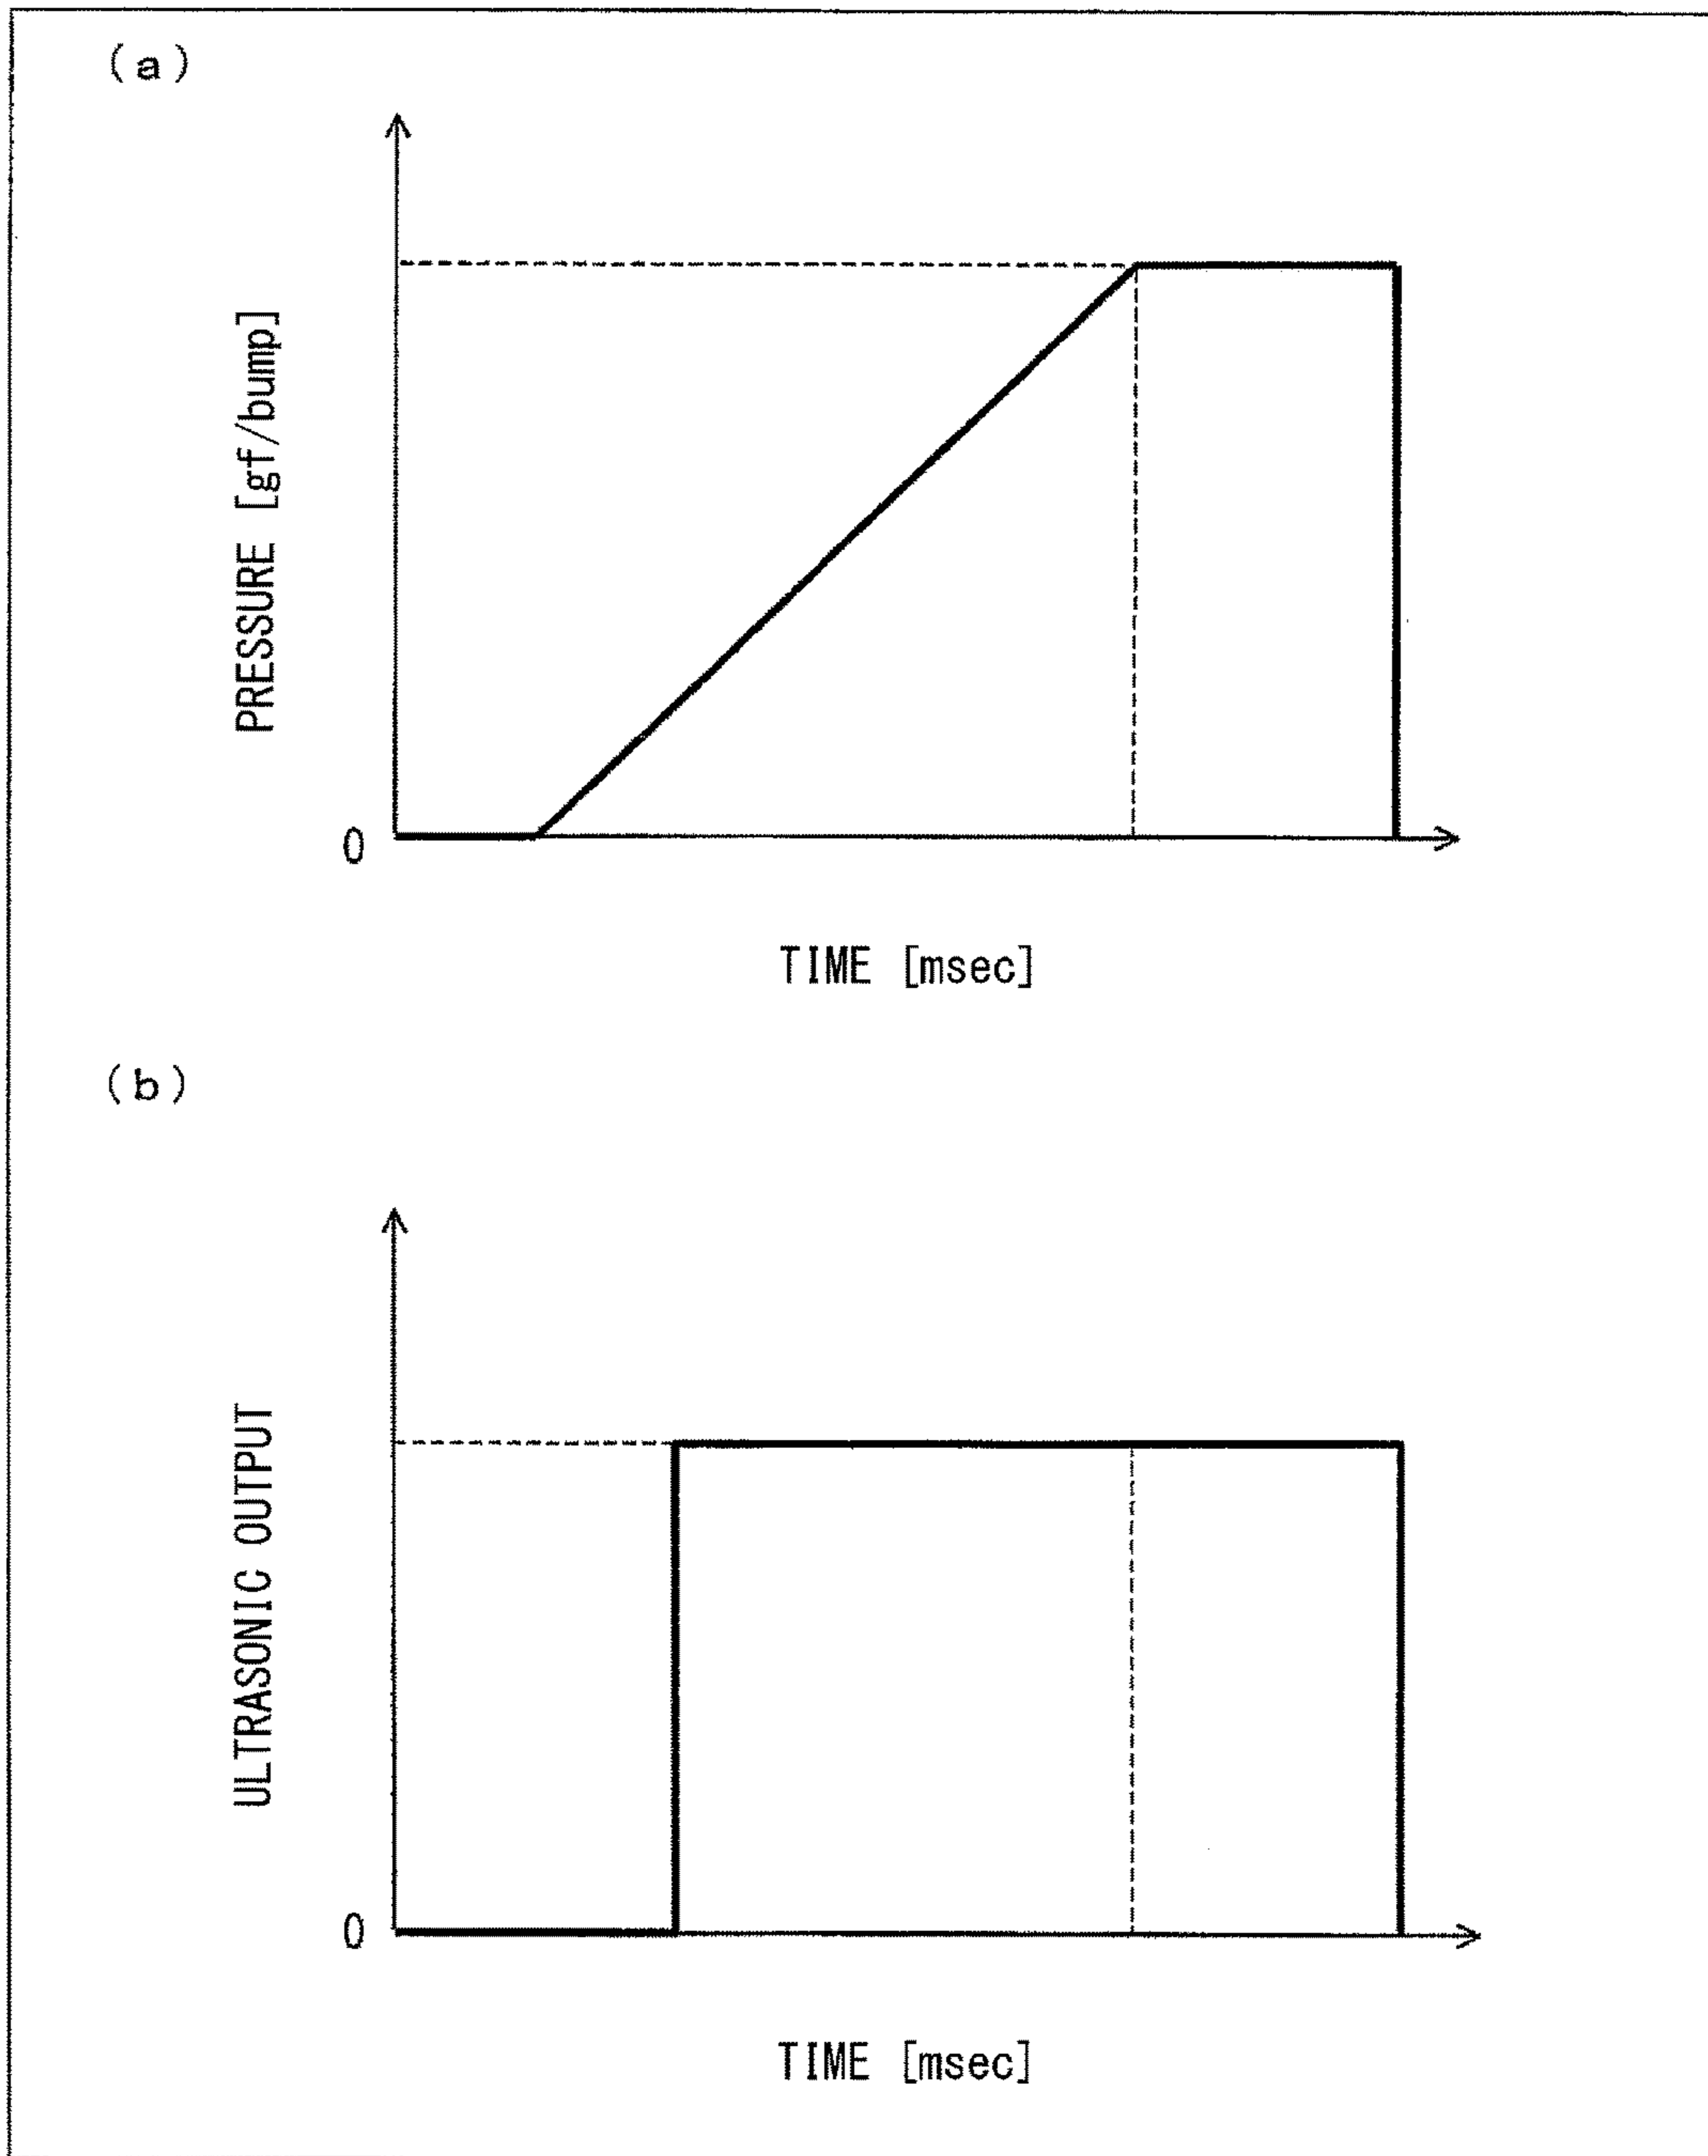 (a)
PRESSURE [gf/bump]
0
TIME [msec]
(b)
ULTRASONIC OUTPUT
0
TIME [msec]